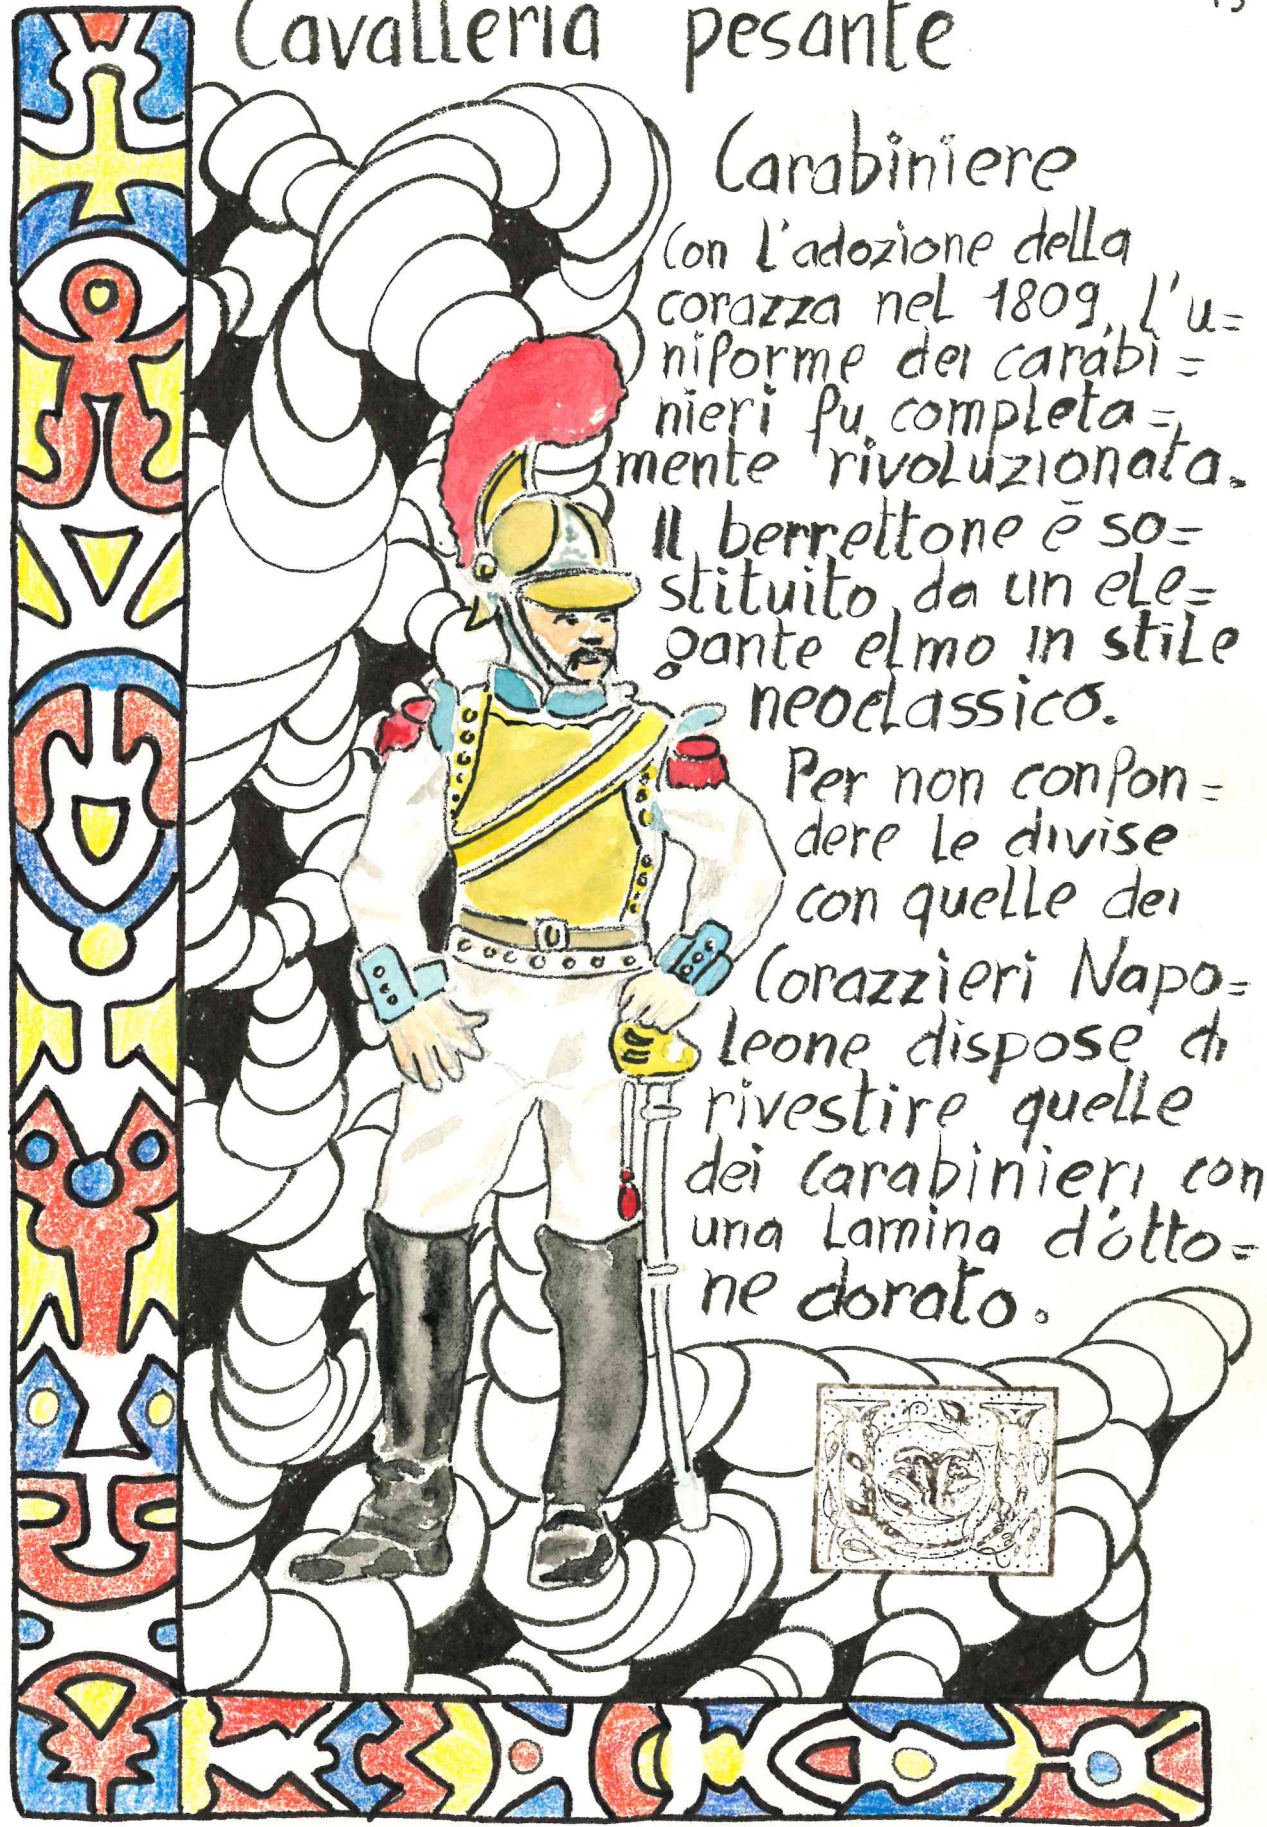 Cavalleria pesante
Carabiniere
Con l'adozione della
corazza nel 1809, l'u=
niforme dei carabi=
nieri fu completa=
mente rivoluzionata.
Il berrettone è so=
stituito da un ele=
gante elmo in stile
neoclassico.
Per non confon=
dere le divise
con quelle dei
Corazzieri Napo=
leone dispose di
rivestire quelle
dei carabinieri con
una lamina d'otto=
ne dorato.